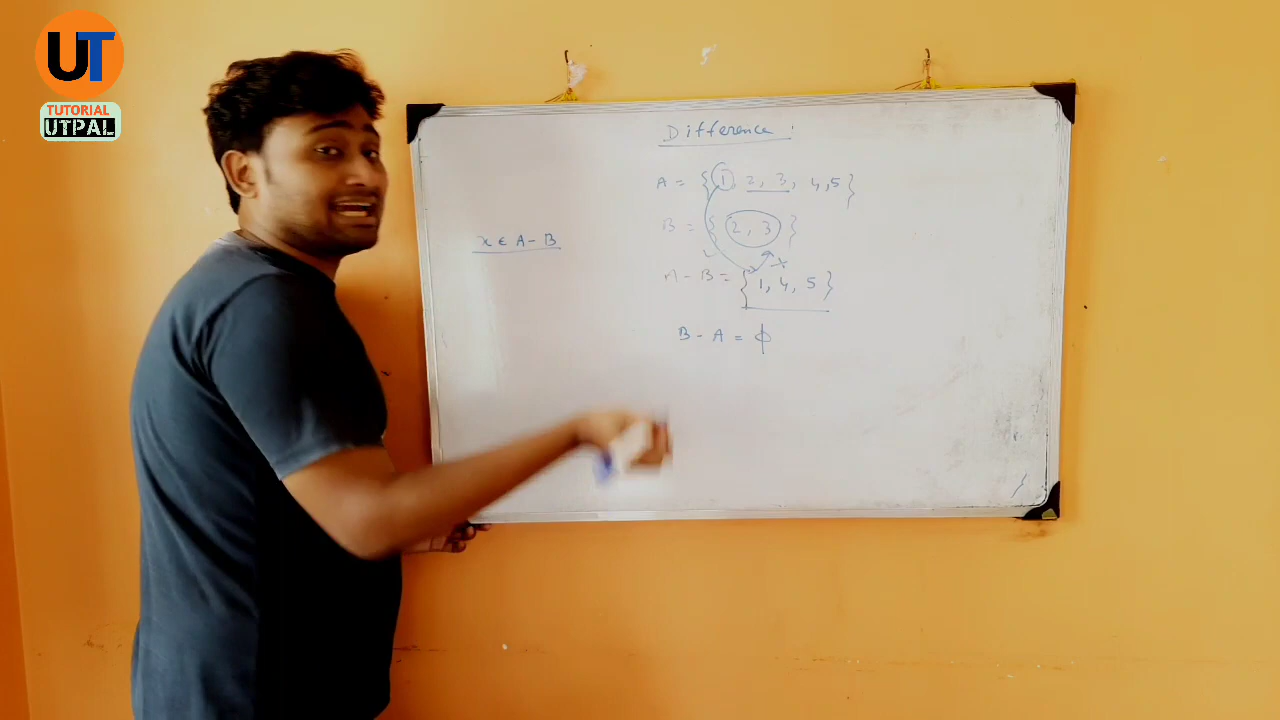 UT
TUTORIAL
UTPAL
Difference :
A = {1, 2, 3, 4,5}
B = {2, 3}
x ∈ A - B
A - B = {1, 4, 5}
B - A = ϕ